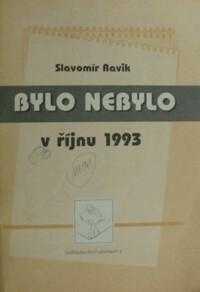 Slavomír Ravik
BYLO NEBYLO
v říjnu 1993